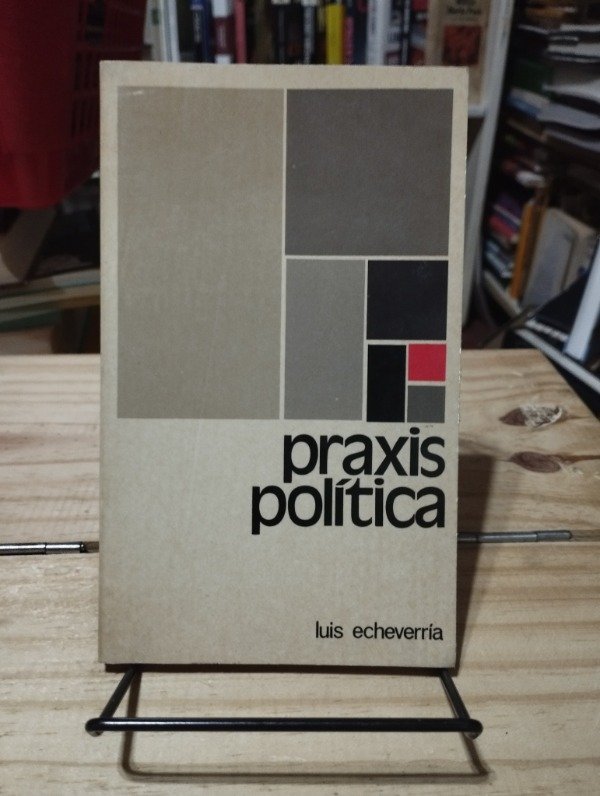 praxis
política
luis echeverría